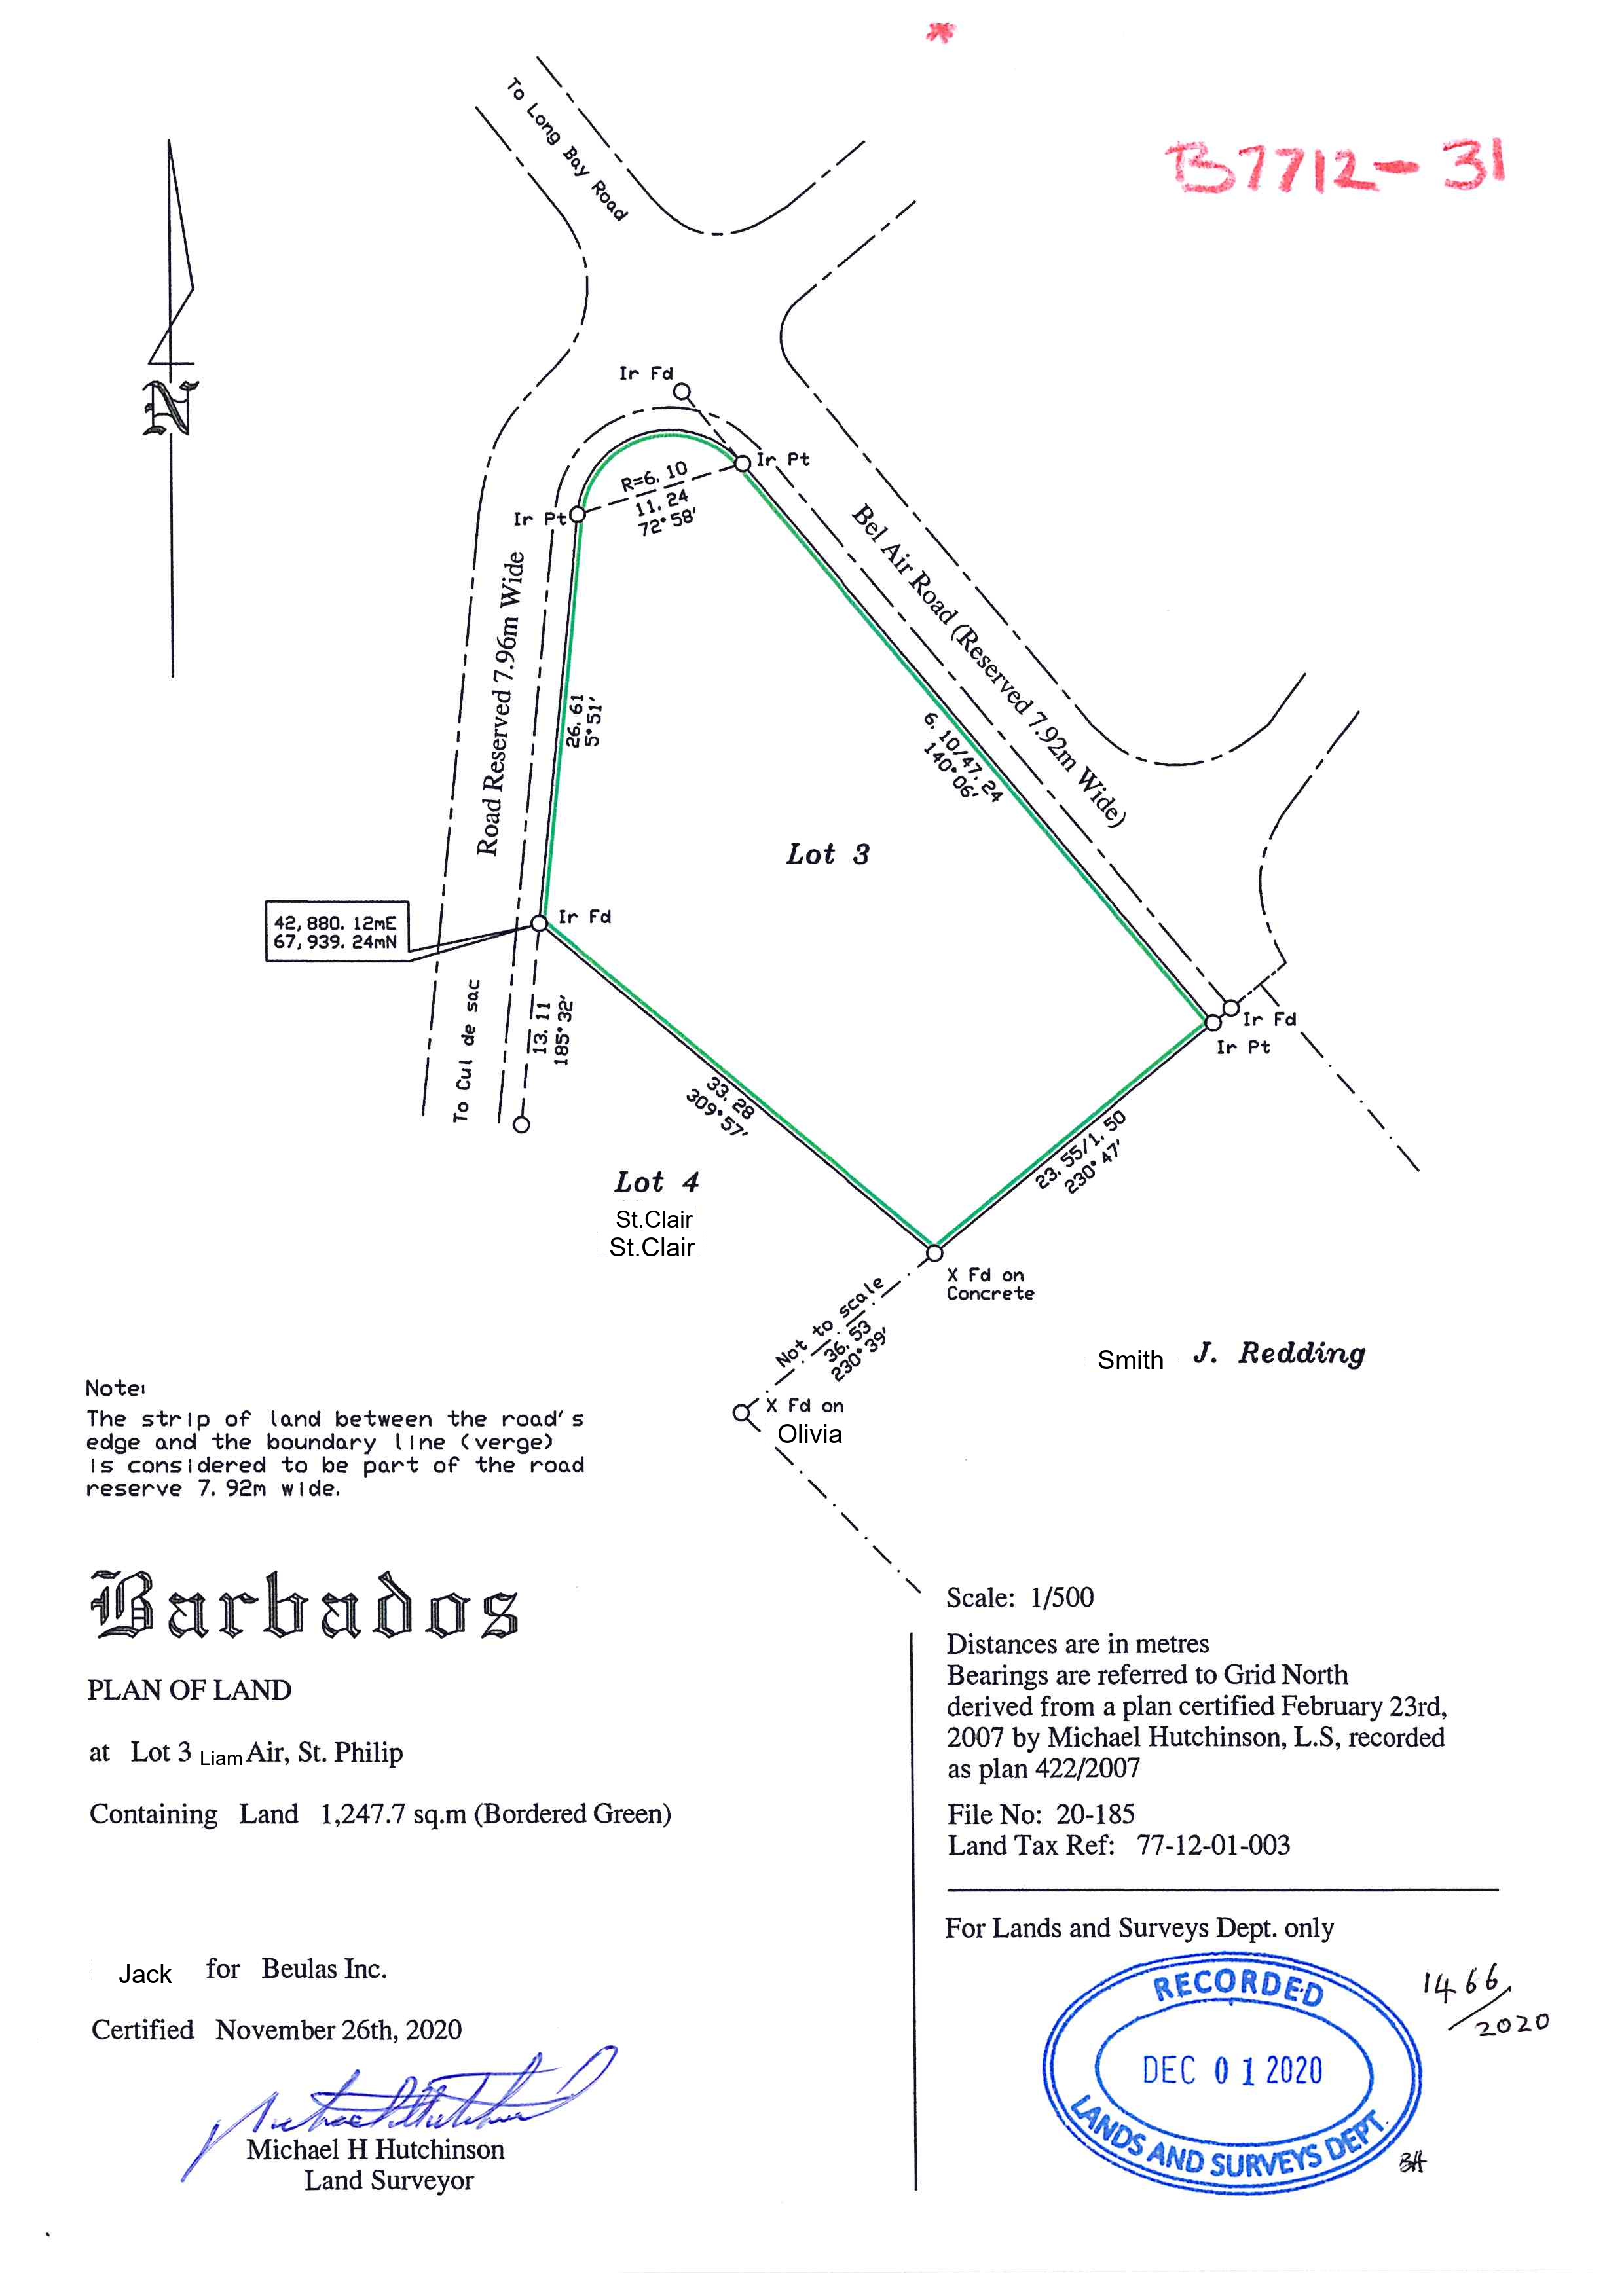 To Long Bay Road
B7712-31
N
Ir Fd
Ir Pt
R=6.10
11.24
72°58'
Ir Pt
Road Reserved 7.96m Wide
Bel Air Road (Reserved 7.92m Wide)
26.61
5°51'
6.10/47.24
140°06'
Lot 3
42,880.12mE
67,939.24mN
Ir Fd
To Cul de sac
13.11
185°32'
Ir Fd
Ir Pt
33.28
309°57'
23.55/1.50
230°47'
Lot 4
St.Clair
St.Clair
X Fd on
Concrete
Not to scale
36.53
230°39'
Smith J. Redding
X Fd on
Olivia
Note:
The strip of land between the road's
edge and the boundary line (verge)
is considered to be part of the road
reserve 7.92m wide.
Barbados
PLAN OF LAND
at Lot 3 Liam Air, St. Philip
Containing Land 1,247.7 sq.m (Bordered Green)
Jack for Beulas Inc.
Certified November 26th, 2020
Michael H Hutchinson
Land Surveyor
Scale: 1/500
Distances are in metres
Bearings are referred to Grid North
derived from a plan certified February 23rd,
2007 by Michael Hutchinson, L.S, recorded
as plan 422/2007
File No: 20-185
Land Tax Ref: 77-12-01-003
For Lands and Surveys Dept. only
RECORDED
DEC 01 2020
LANDS AND SURVEYS DEPT.
1466/2020
BH